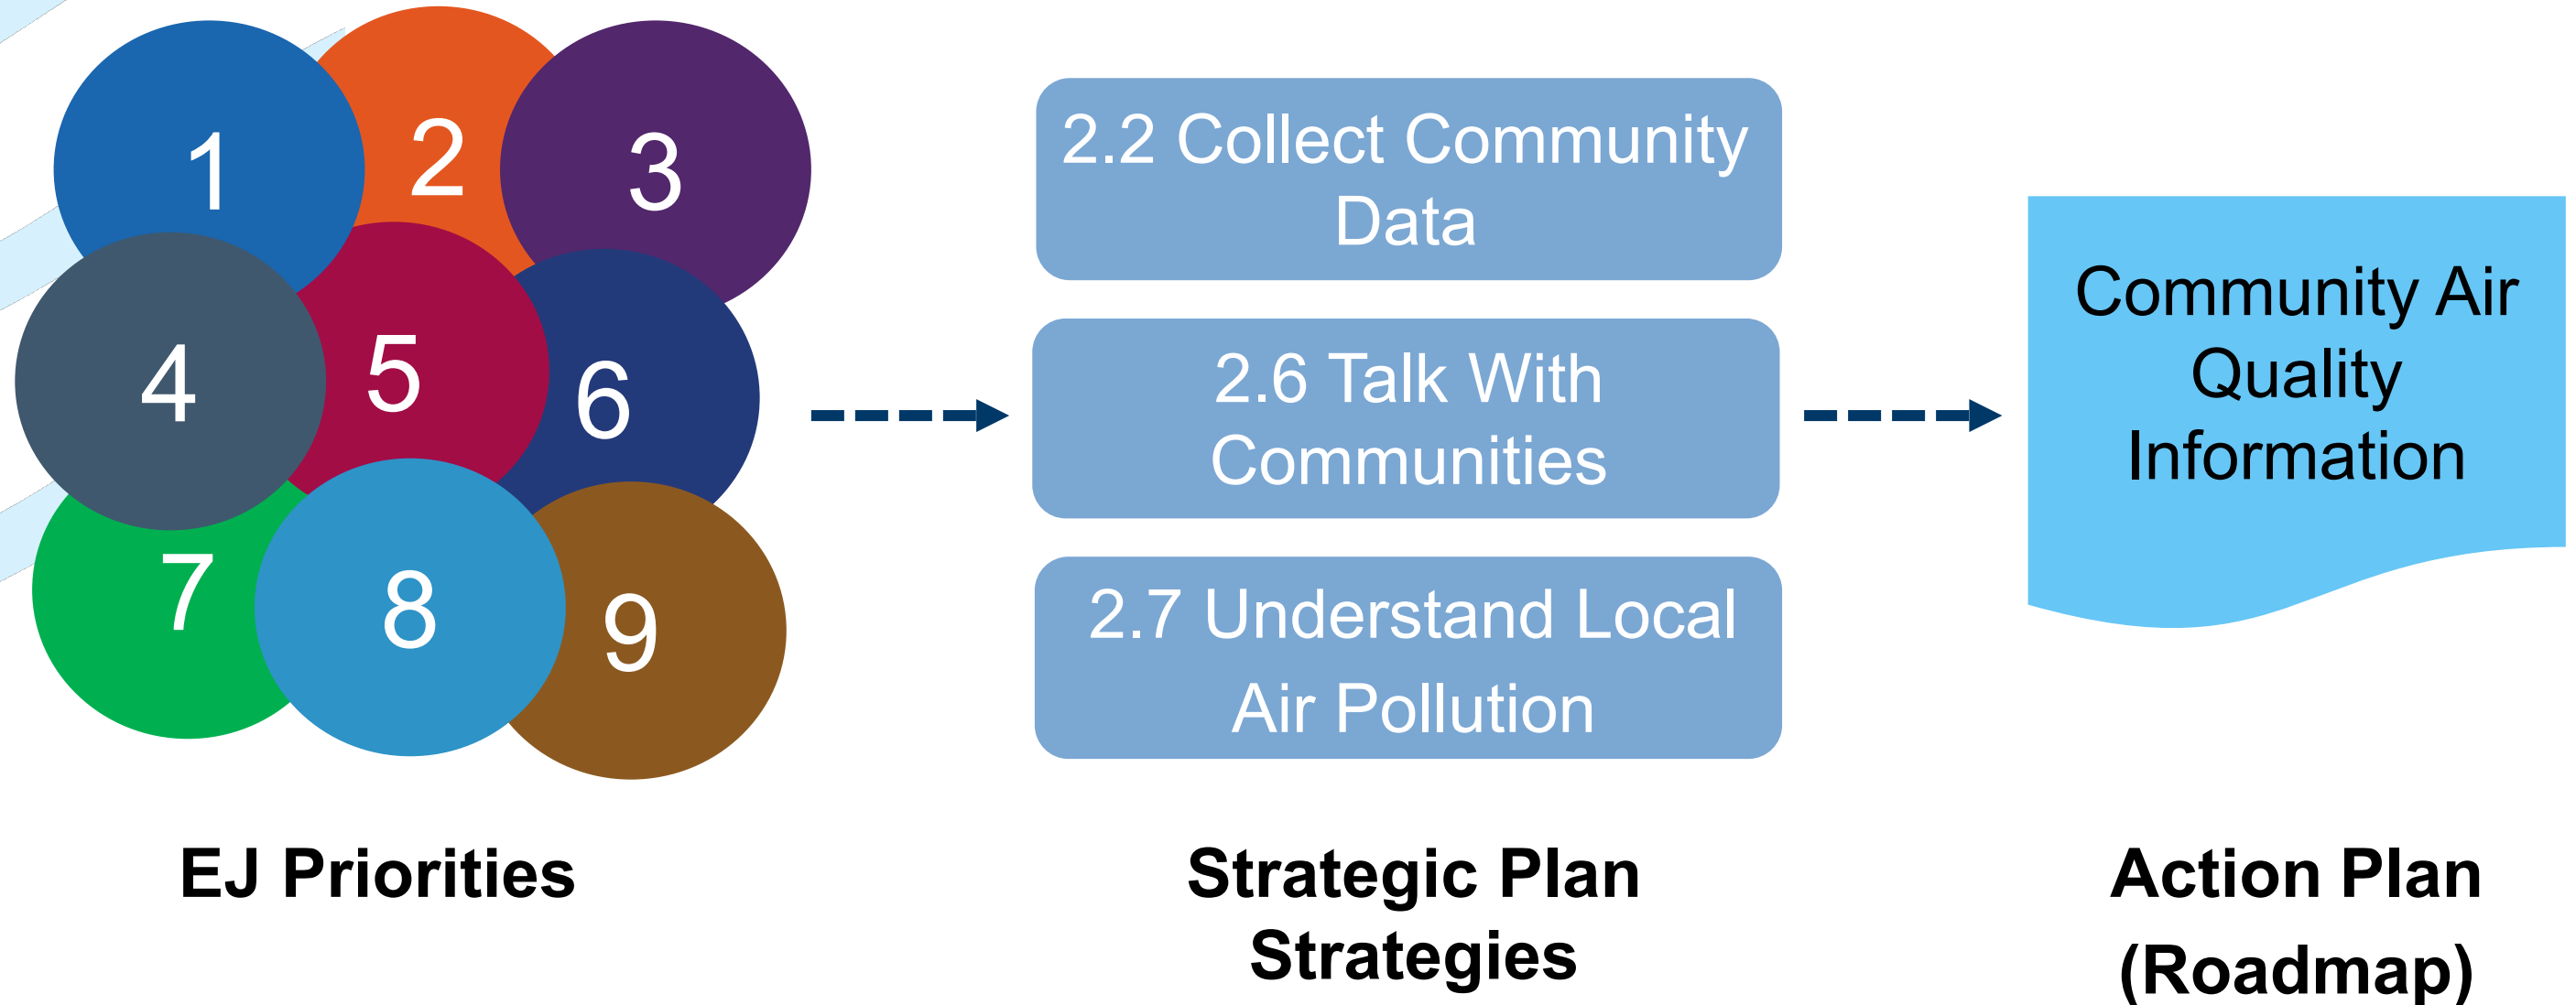 1
2
3
4
5
6
7
8
9
2.2 Collect Community
Data
2.6 Talk With
Communities
2.7 Understand Local
Air Pollution
Community Air
Quality
Information
EJ Priorities
Strategic Plan
Strategies
Action Plan
(Roadmap)